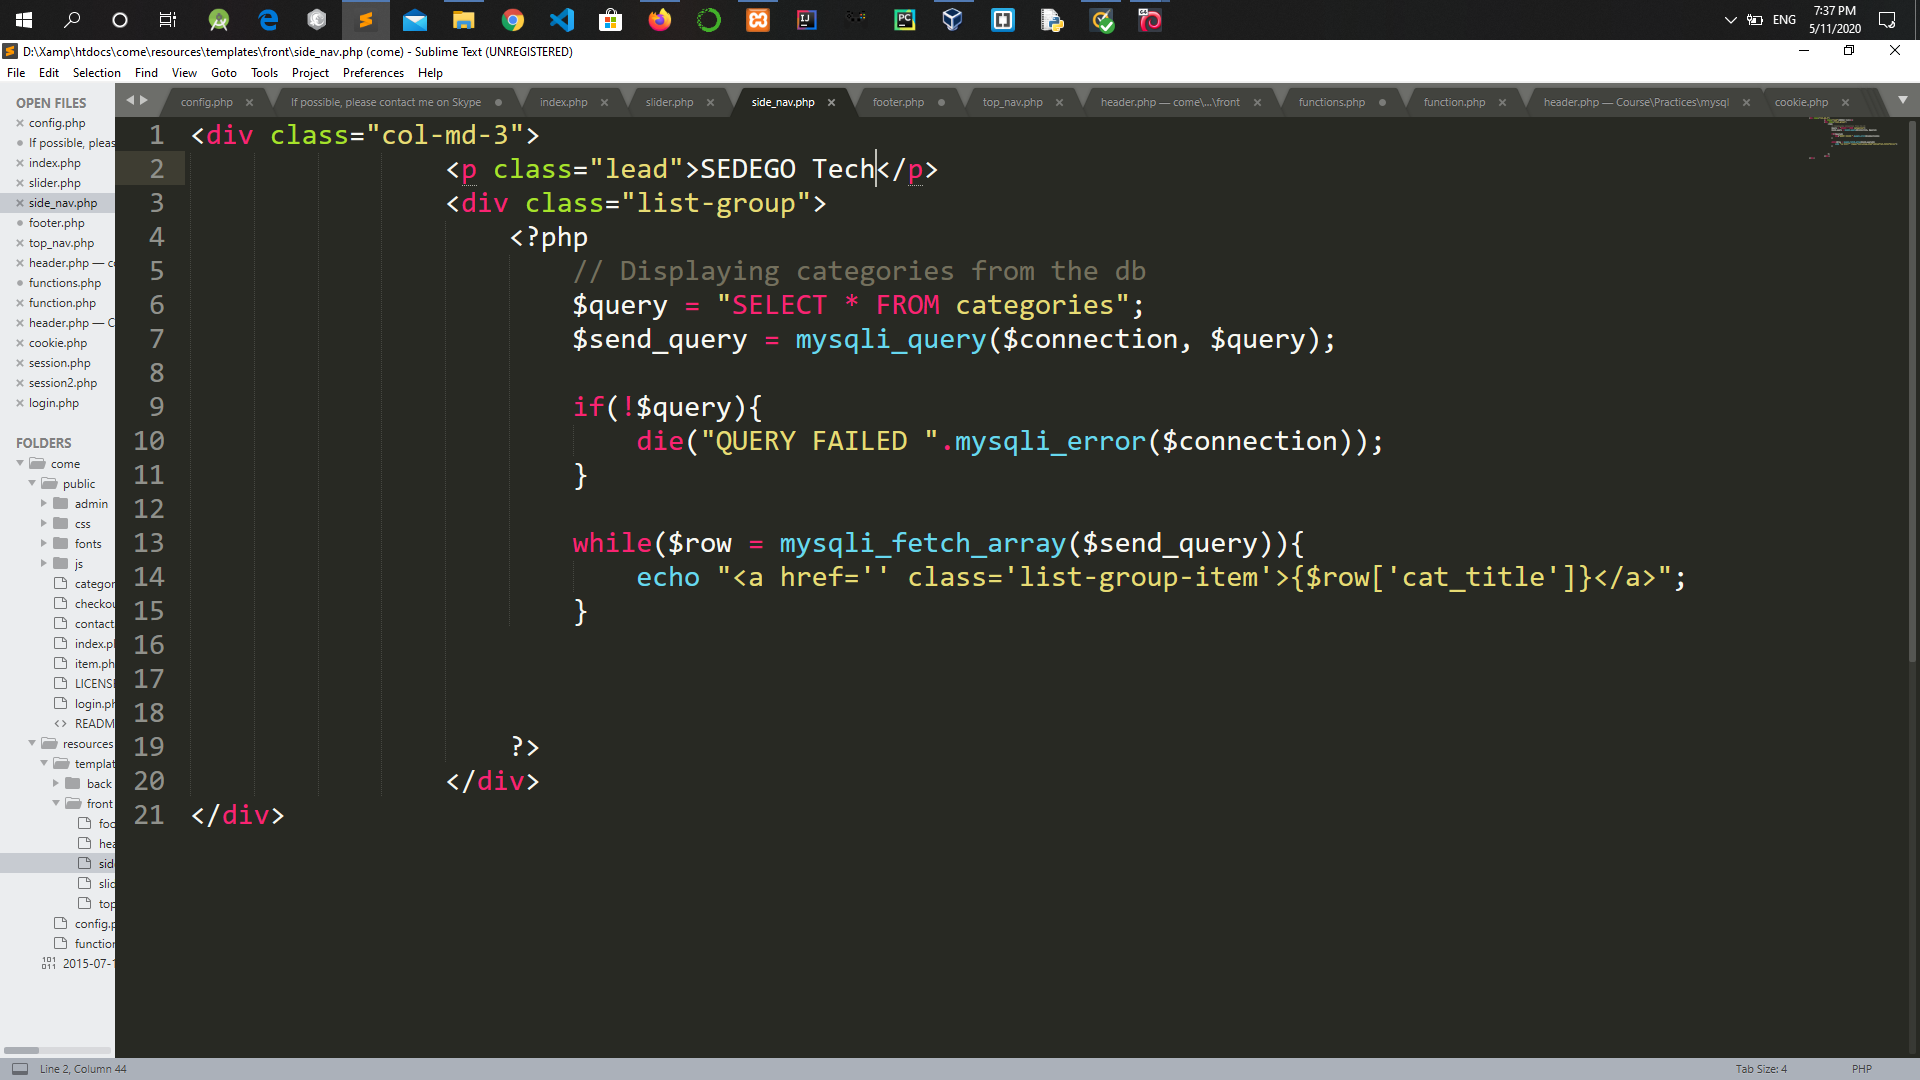 ENG
7:37 PM
5/11/2020
D:\Xamp\htdocs\come\resources\templates\front\side_nav.php (come) - Sublime Text (UNREGISTERED)
File Edit Selection Find View Goto Tools Project Preferences Help
OPEN FILES
config.php
If possible, pleas
index.php
slider.php
side_nav.php
footer.php
top_nav.php
header.php — c
functions.php
function.php
header.php — C
cookie.php
session.php
session2.php
login.php
FOLDERS
come
public
admin
css
fonts
js
categor
checkou
contact
index.p
item.ph
LICENS
login.ph
READM
resources
templat
back
front
foo
hea
sid
slid
top
config.p
function
2015-07-1
config.php If possible, please contact me on Skype index.php slider.php side_nav.php footer.php top_nav.php header.php — come\...\front functions.php function.php header.php — Course\Practices\mysql cookie.php
1 <div class="col-md-3">
2 <p class="lead">SEDEGO Tech</p>
3 <div class="list-group">
4 <?php
5 // Displaying categories from the db
6 $query = "SELECT * FROM categories";
7 $send_query = mysqli_query($connection, $query);
8
9 if(!$query){
10 die("QUERY FAILED ".mysqli_error($connection));
11 }
12
13 while($row = mysqli_fetch_array($send_query)){
14 echo "<a href='' class='list-group-item'>{$row['cat_title']}</a>";
15 }
16
17
18
19 ?>
20 </div>
21 </div>
Line 2, Column 44
Tab Size: 4
PHP